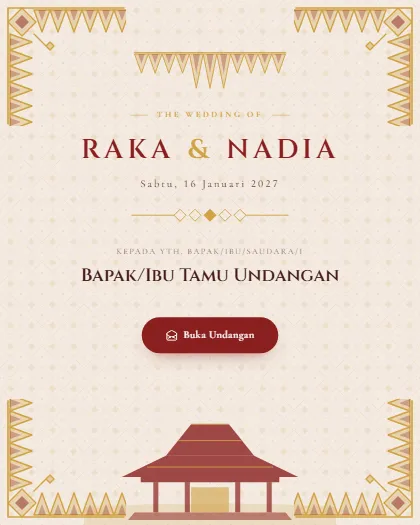 THE WEDDING OF
RAKA & NADIA
Sabtu, 16 Januari 2027
KEPADA YTH. BAPAK/IBU/SAUDARA/I
Bapak/Ibu Tamu Undangan
Buka Undangan